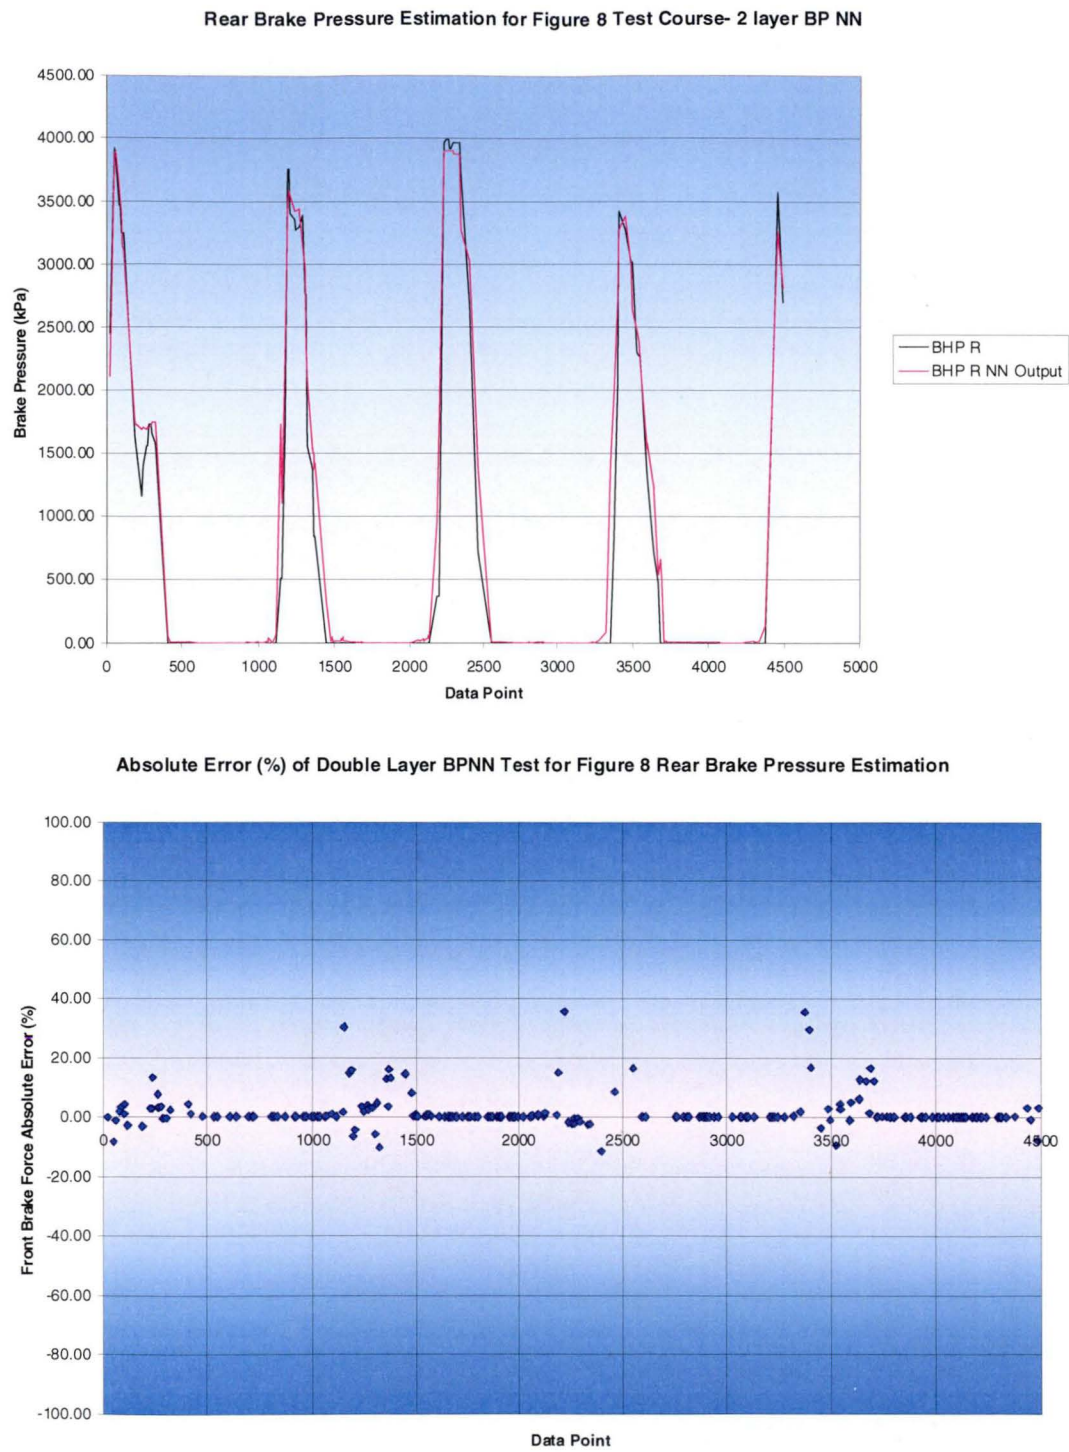 Rear Brake Pressure Estimation for Figure 8 Test Course- 2 layer BP NN
4500.00
4000.00
3500.00
3000.00
2500.00
2000.00
1500.00
1000.00
500.00
0.00
Brake Pressure (kPa)
0 500 1000 1500 2000 2500 3000 3500 4000 4500 5000
Data Point
BHP R
BHP R NN Output
Absolute Error (%) of Double Layer BPNN Test for Figure 8 Rear Brake Pressure Estimation
100.00
80.00
60.00
40.00
20.00
0.00
-20.00
-40.00
-60.00
-80.00
-100.00
Front Brake Force Absolute Error (%)
0 500 1000 1500 2000 2500 3000 3500 4000 4500
Data Point